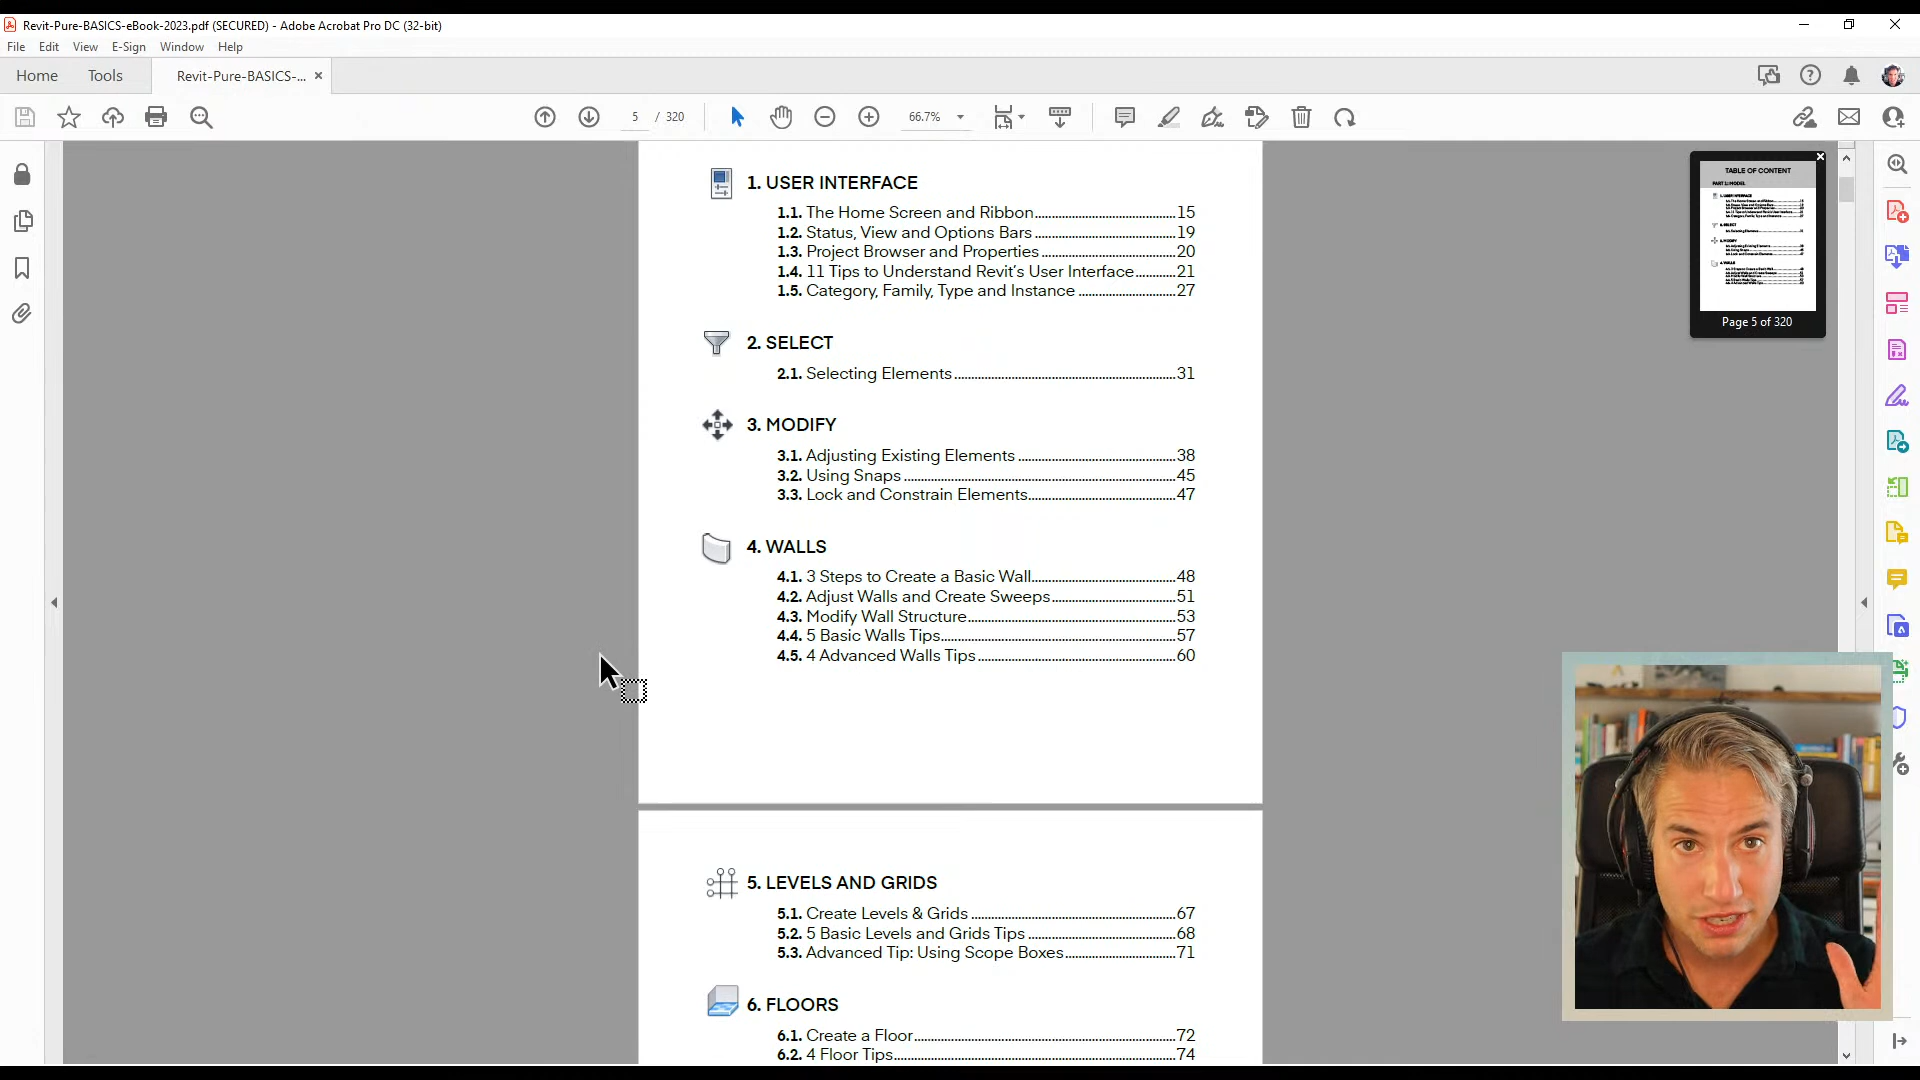 Revit-Pure-BASICS-eBook-2023.pdf (SECURED) - Adobe Acrobat Pro DC (32-bit)
File Edit View E-Sign Window Help
Home Tools Revit-Pure-BASICS-... ×
5 / 320 66.7%
1. USER INTERFACE
1.1. The Home Screen and Ribbon 15
1.2. Status, View and Options Bars 19
1.3. Project Browser and Properties 20
1.4. 11 Tips to Understand Revit's User Interface 21
1.5. Category, Family, Type and Instance 27
2. SELECT
2.1. Selecting Elements 31
3. MODIFY
3.1. Adjusting Existing Elements 38
3.2. Using Snaps 45
3.3. Lock and Constrain Elements 47
4. WALLS
4.1. 3 Steps to Create a Basic Wall 48
4.2. Adjust Walls and Create Sweeps 51
4.3. Modify Wall Structure 53
4.4. 5 Basic Walls Tips 57
4.5. 4 Advanced Walls Tips 60
5. LEVELS AND GRIDS
5.1. Create Levels & Grids 67
5.2. 5 Basic Levels and Grids Tips 68
5.3. Advanced Tip: Using Scope Boxes 71
6. FLOORS
6.1. Create a Floor 72
6.2. 4 Floor Tips 74
TABLE OF CONTENT
PART 1: MODEL
Page 5 of 320